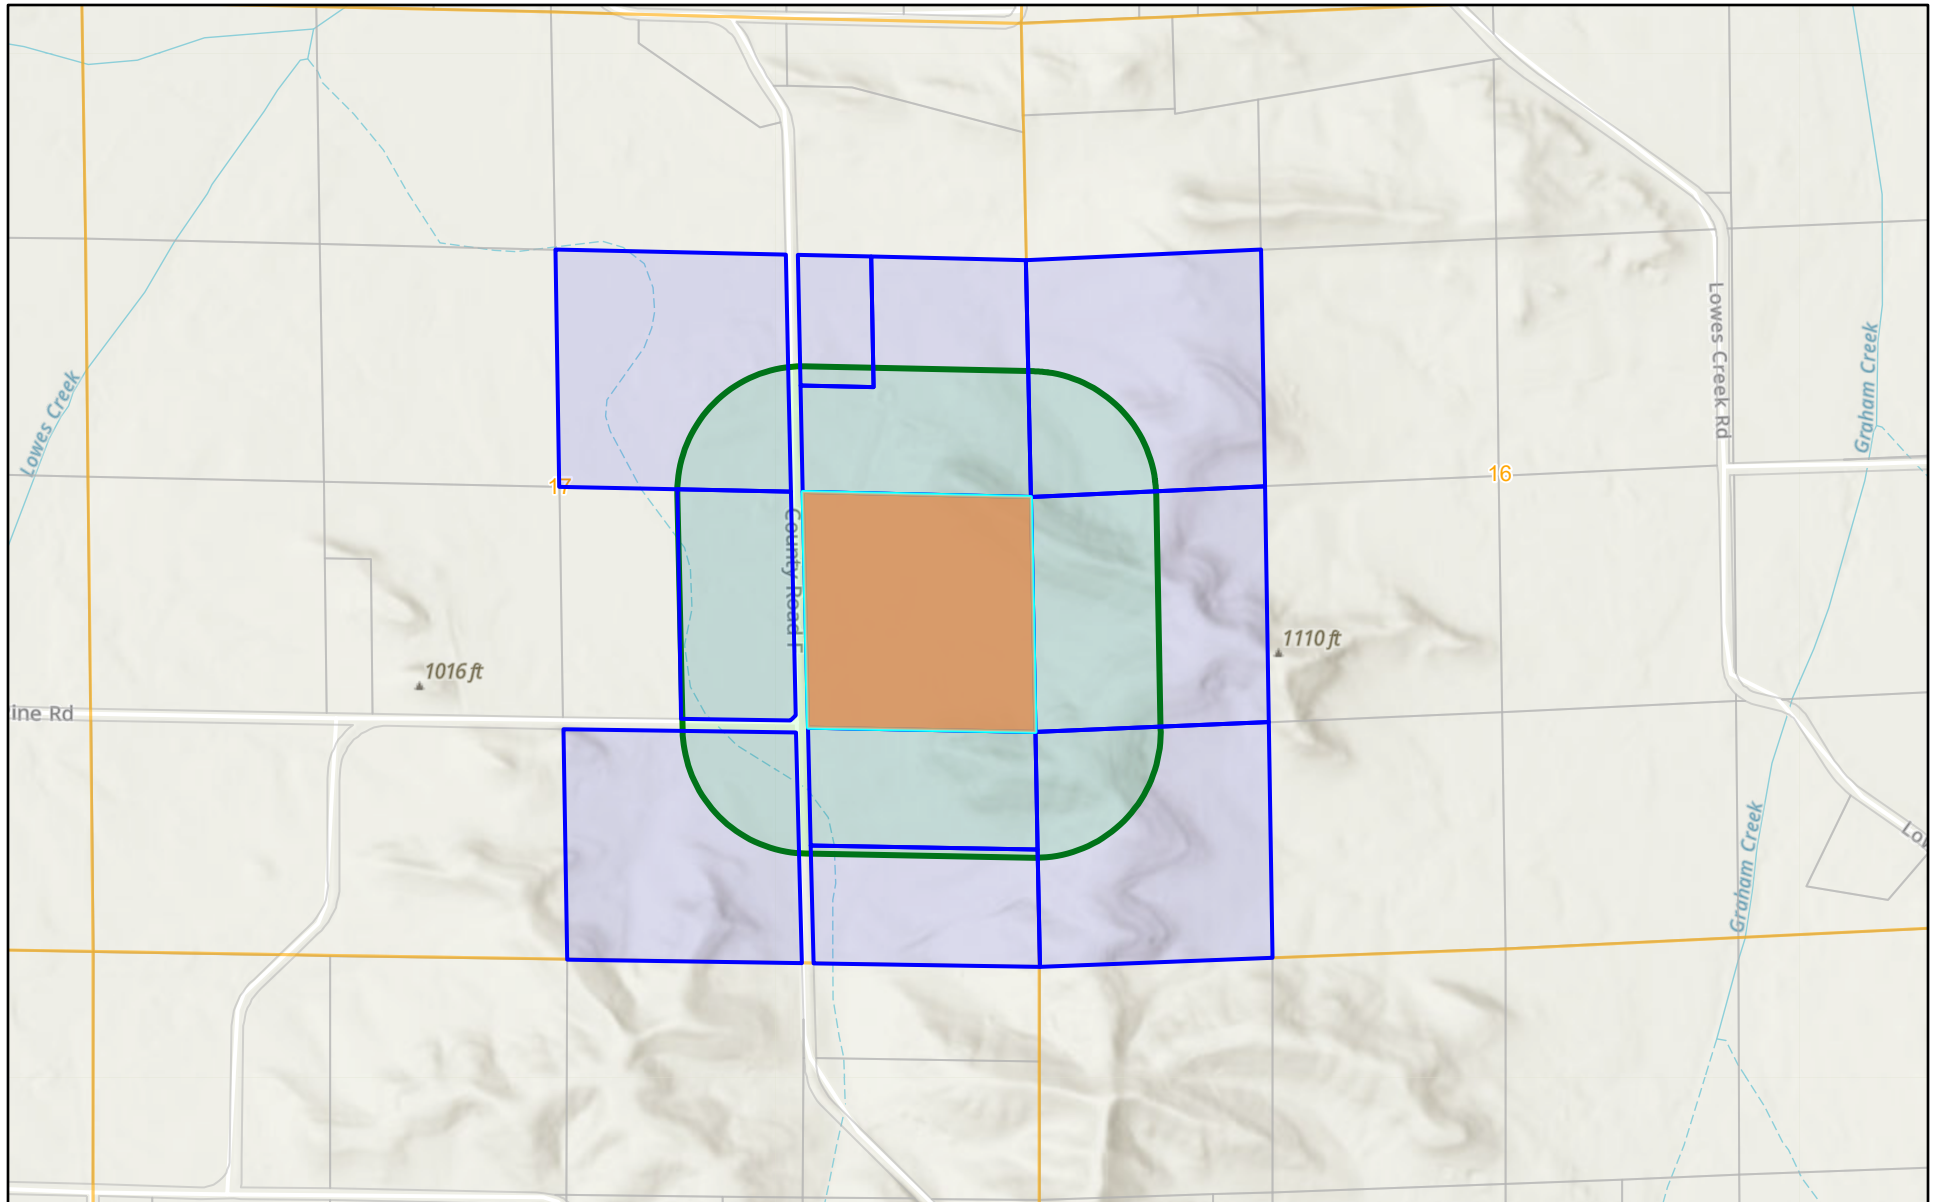 Lowes Creek Rd
Graham Creek
Lowes Creek
17
16
County Road F
1110 ft
1016 ft
ine Rd
Graham Creek
Low